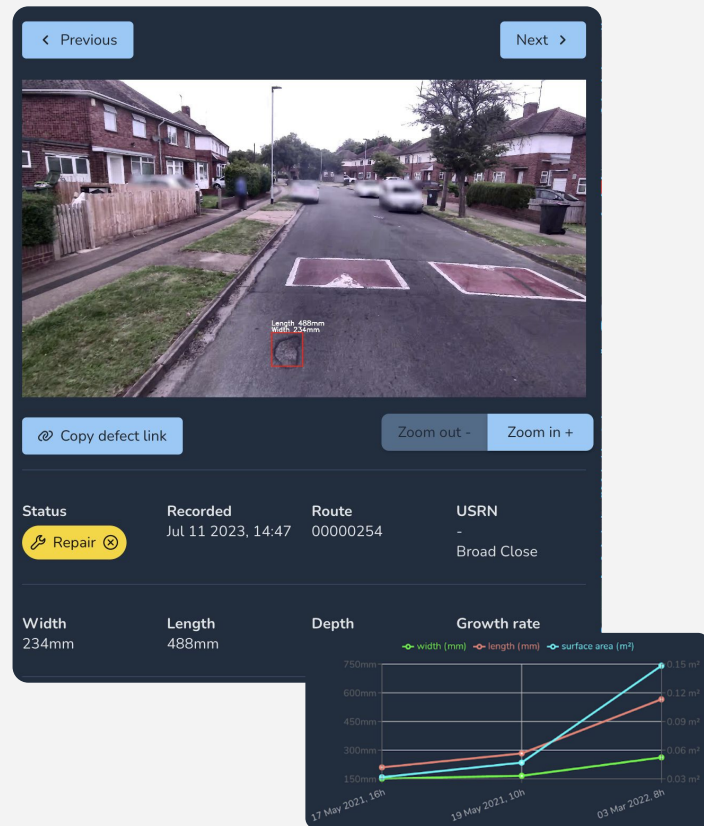 Previous
Next
Length 488mm
Width 234mm
Copy defect link
Zoom out -
Zoom in +
Status
Recorded
Route
USRN
Repair
Jul 11 2023, 14:47
00000254
-
Broad Close
Width
Length
Depth
Growth rate
234mm
488mm
width (mm)
length (mm)
surface area (m²)
750mm
0.15 m²
600mm
0.12 m²
450mm
0.09 m²
300mm
0.06 m²
150mm
0.03 m²
17 May 2021, 16h
19 May 2021, 10h
03 Mar 2022, 8h